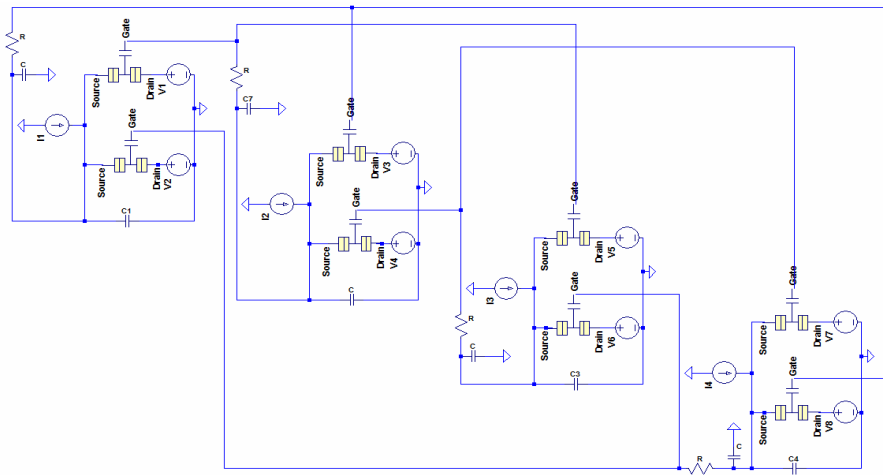 R
C
Gate
Source
Drain
V1
I1
Gate
Source
Drain
V2
C1
R
C7
Gate
Source
Drain
V3
I2
Gate
Source
Drain
V4
C
Gate
Source
Drain
V5
I3
Gate
Source
Drain
V6
R
C
C3
Gate
Source
Drain
V7
I4
Gate
Source
Drain
V8
R
C
C4